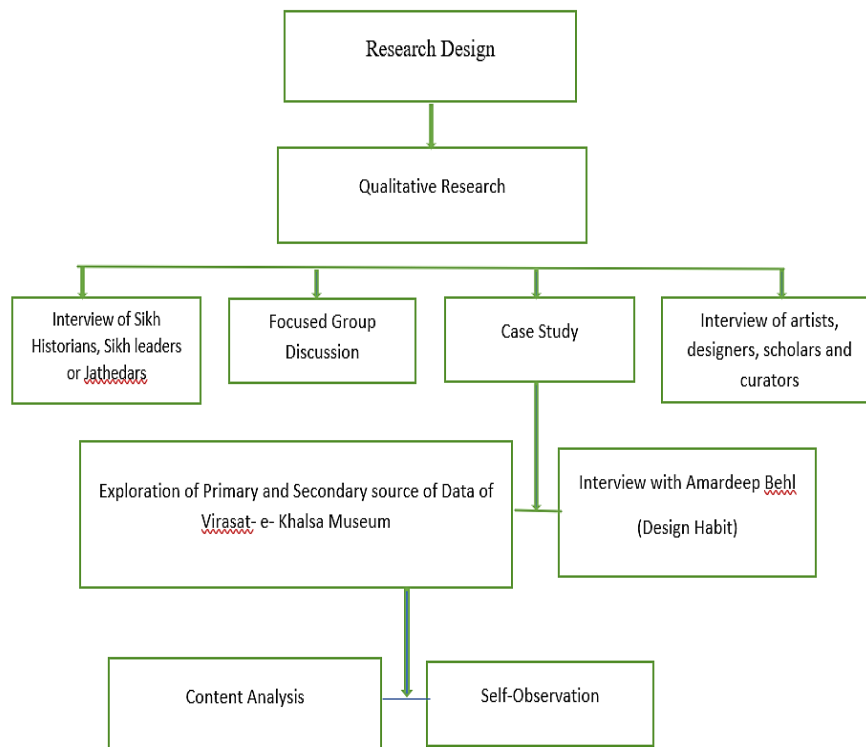 Research Design
Qualitative Research
Interview of Sikh
Historians, Sikh leaders
or Jathedars
Focused Group
Discussion
Case Study
Interview of artists,
designers, scholars and
curators
Exploration of Primary and Secondary source of Data of
Virasat- e- Khalsa Museum
Interview with Amardeep Behl
(Design Habit)
Content Analysis
Self-Observation